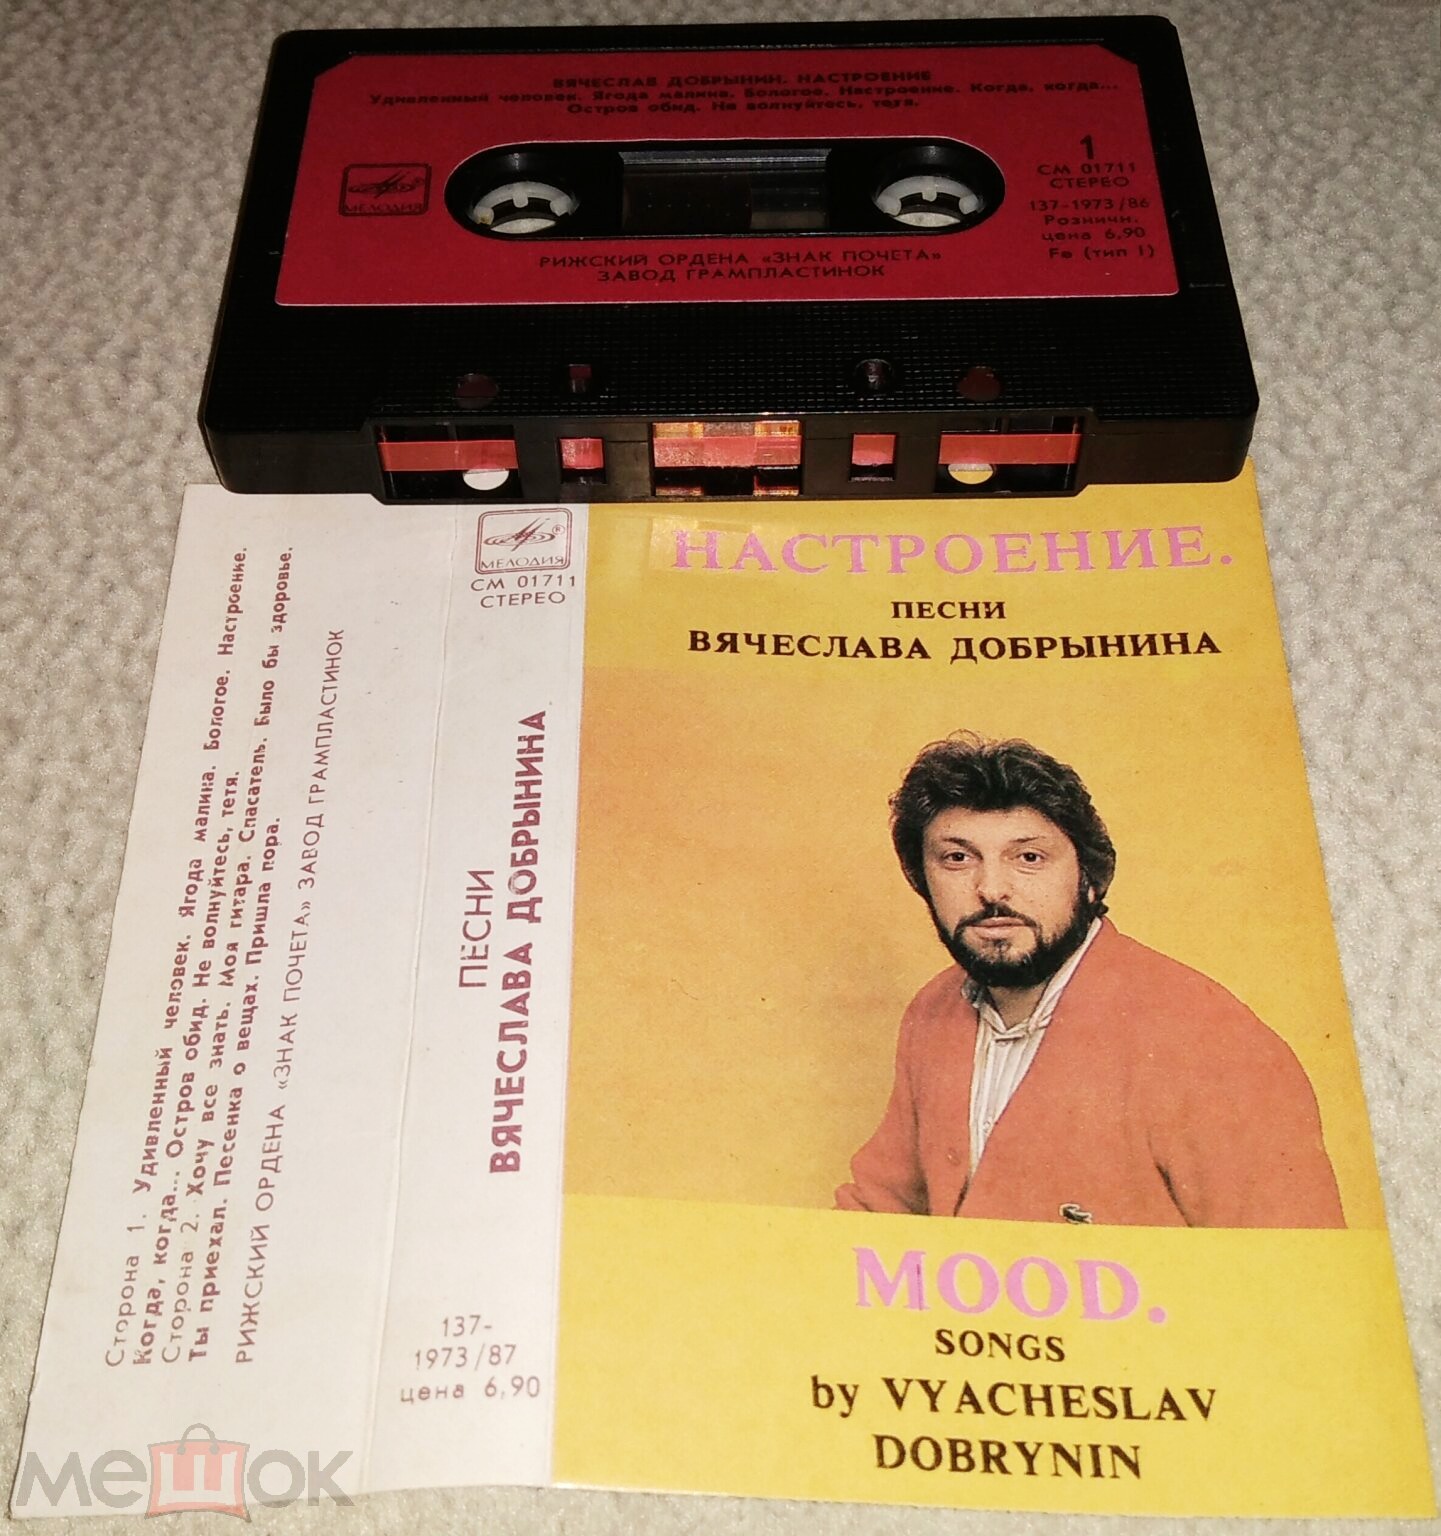 ВЯЧЕСЛАВ ДОБРЫНИН. НАСТРОЕНИЕ
Удивленный человек. Ягода малина. Бологое. Настроение. Когда, когда...
Остров обид. Не волнуйтесь, тетя.
МЕЛОДИЯ
1
СМ 01711
СТЕРЕО
137-1973/86
Розничн.
цена 6,90
Fe (тип I)
РИЖСКИЙ ОРДЕНА «ЗНАК ПОЧЕТА»
ЗАВОД ГРАМПЛАСТИНОК
Сторона 1. Удивленный человек. Ягода малина. Бологое. Настроение.
Когда, когда... Остров обид. Не волнуйтесь, тетя.
Сторона 2. Хочу все знать. Моя гитара. Спасатель. Было бы здоровье.
Ты приехал. Песенка о вещах. Пришла пора.
РИЖСКИЙ ОРДЕНА «ЗНАК ПОЧЕТА» ЗАВОД ГРАМПЛАСТИНОК
®
МЕЛОДИЯ
СМ 01711
СТЕРЕО
ПЕСНИ
ВЯЧЕСЛАВА ДОБРЫНИНА
137-
1973/87
цена 6,90
НАСТРОЕНИЕ.
ПЕСНИ
ВЯЧЕСЛАВА ДОБРЫНИНА
MOOD.
SONGS
by VYACHESLAV
DOBRYNIN
мешок